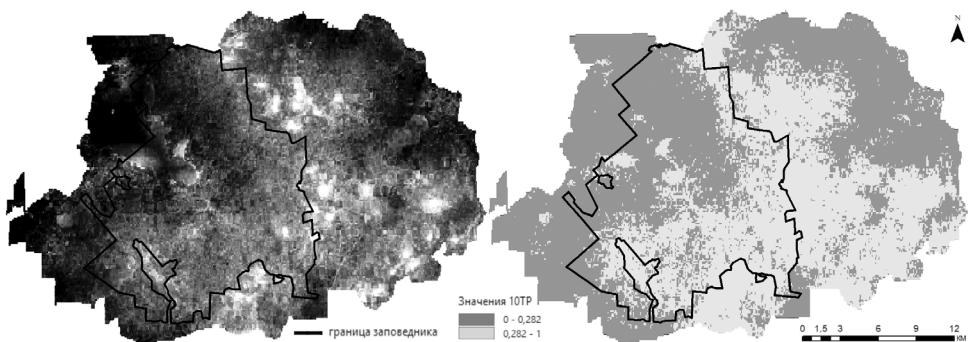 N
Значения 10TP
граница заповедника
0 - 0,282
0,282 - 1
0 1,5 3 6 9 12
км